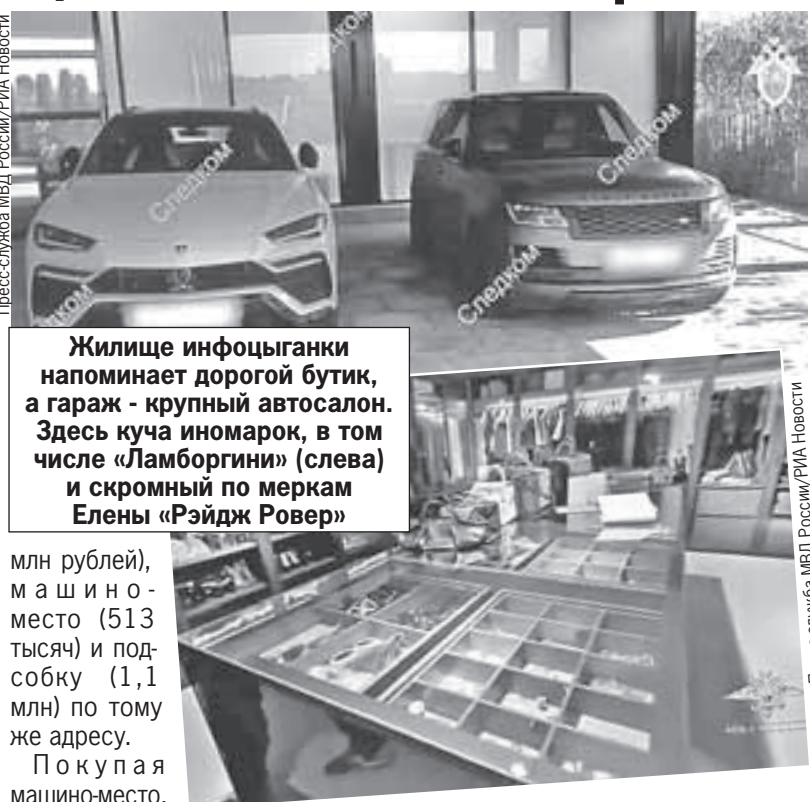 Пресс-служба МВД России/РИА Новости
Следком
Следком
Следком
Жилище инфоцыганки
напоминает дорогой бутик,
а гараж - крупный автосалон.
Здесь куча иномарок, в том
числе «Ламборгини» (слева)
и скромный по меркам
Елены «Рэйдж Ровер»
МВД России/РИА Новости
млн рублей),
машино-
место (513
тысяч) и под-
собку (1,1
млн) по тому
же адресу.
Покупая
машино-место,